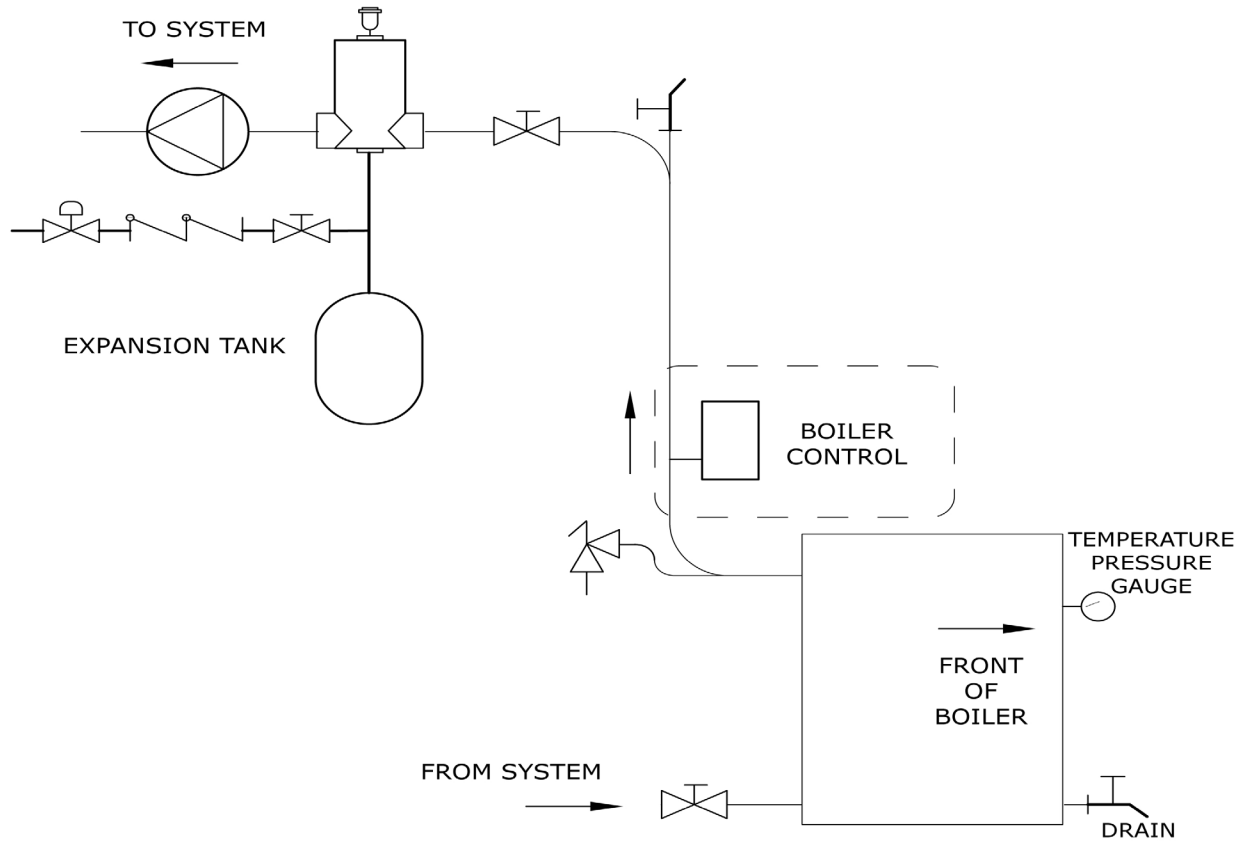 TO SYSTEM
EXPANSION TANK
BOILER
CONTROL
TEMPERATURE
PRESSURE
GAUGE
FRONT
OF
BOILER
FROM SYSTEM
DRAIN